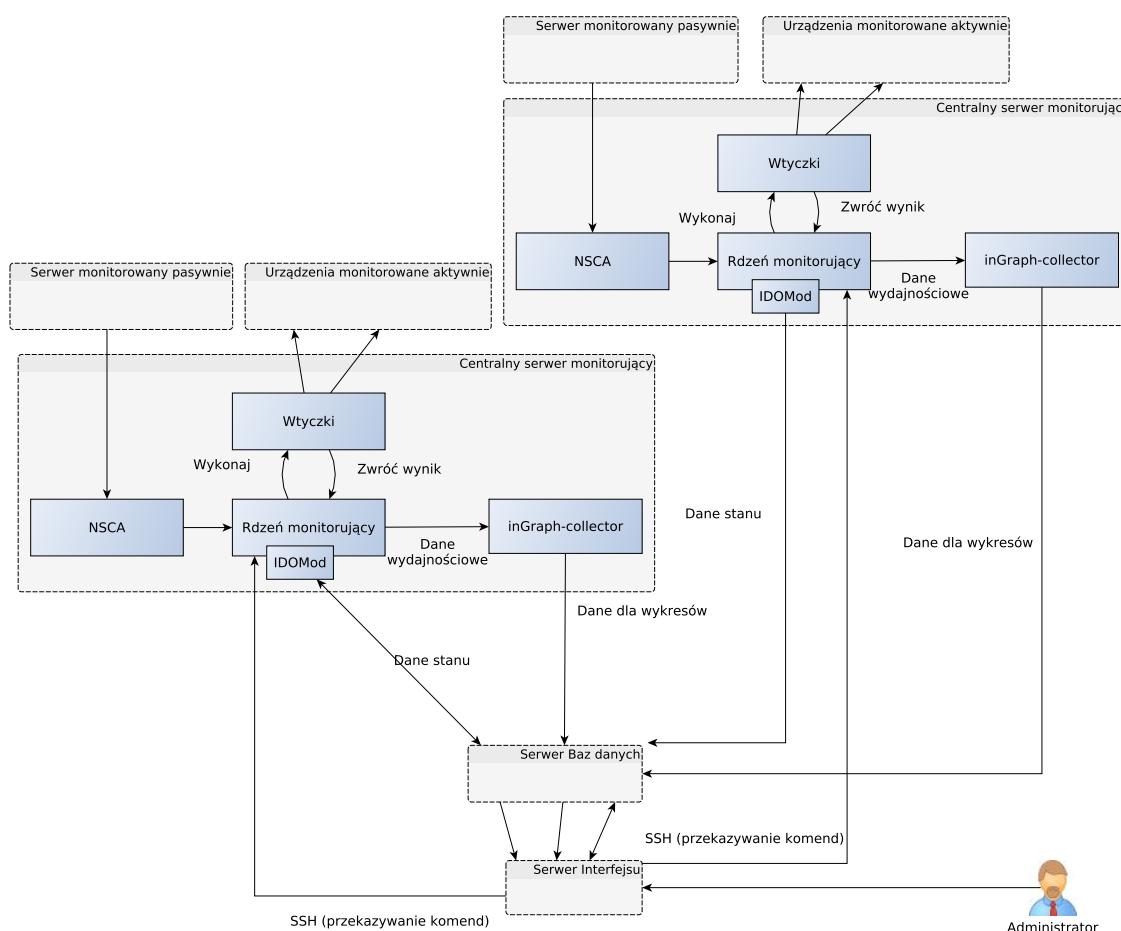 Serwer monitorowany pasywnie
Urządzenia monitorowane aktywnie
Centralny serwer monitorując
Wtyczki
Wykonaj
Zwróć wynik
NSCA
Rdzeń monitorujący
inGraph-collector
IDOMod
Dane
wydajnościowe
Serwer monitorowany pasywnie
Urządzenia monitorowane aktywnie
Centralny serwer monitorujący
Wtyczki
Wykonaj
Zwróć wynik
NSCA
Rdzeń monitorujący
inGraph-collector
IDOMod
Dane
wydajnościowe
Dane stanu
Dane dla wykresów
Dane dla wykresów
Dane stanu
Serwer Baz danych
SSH (przekazywanie komend)
Serwer Interfejsu
SSH (przekazywanie komend)
Administrator